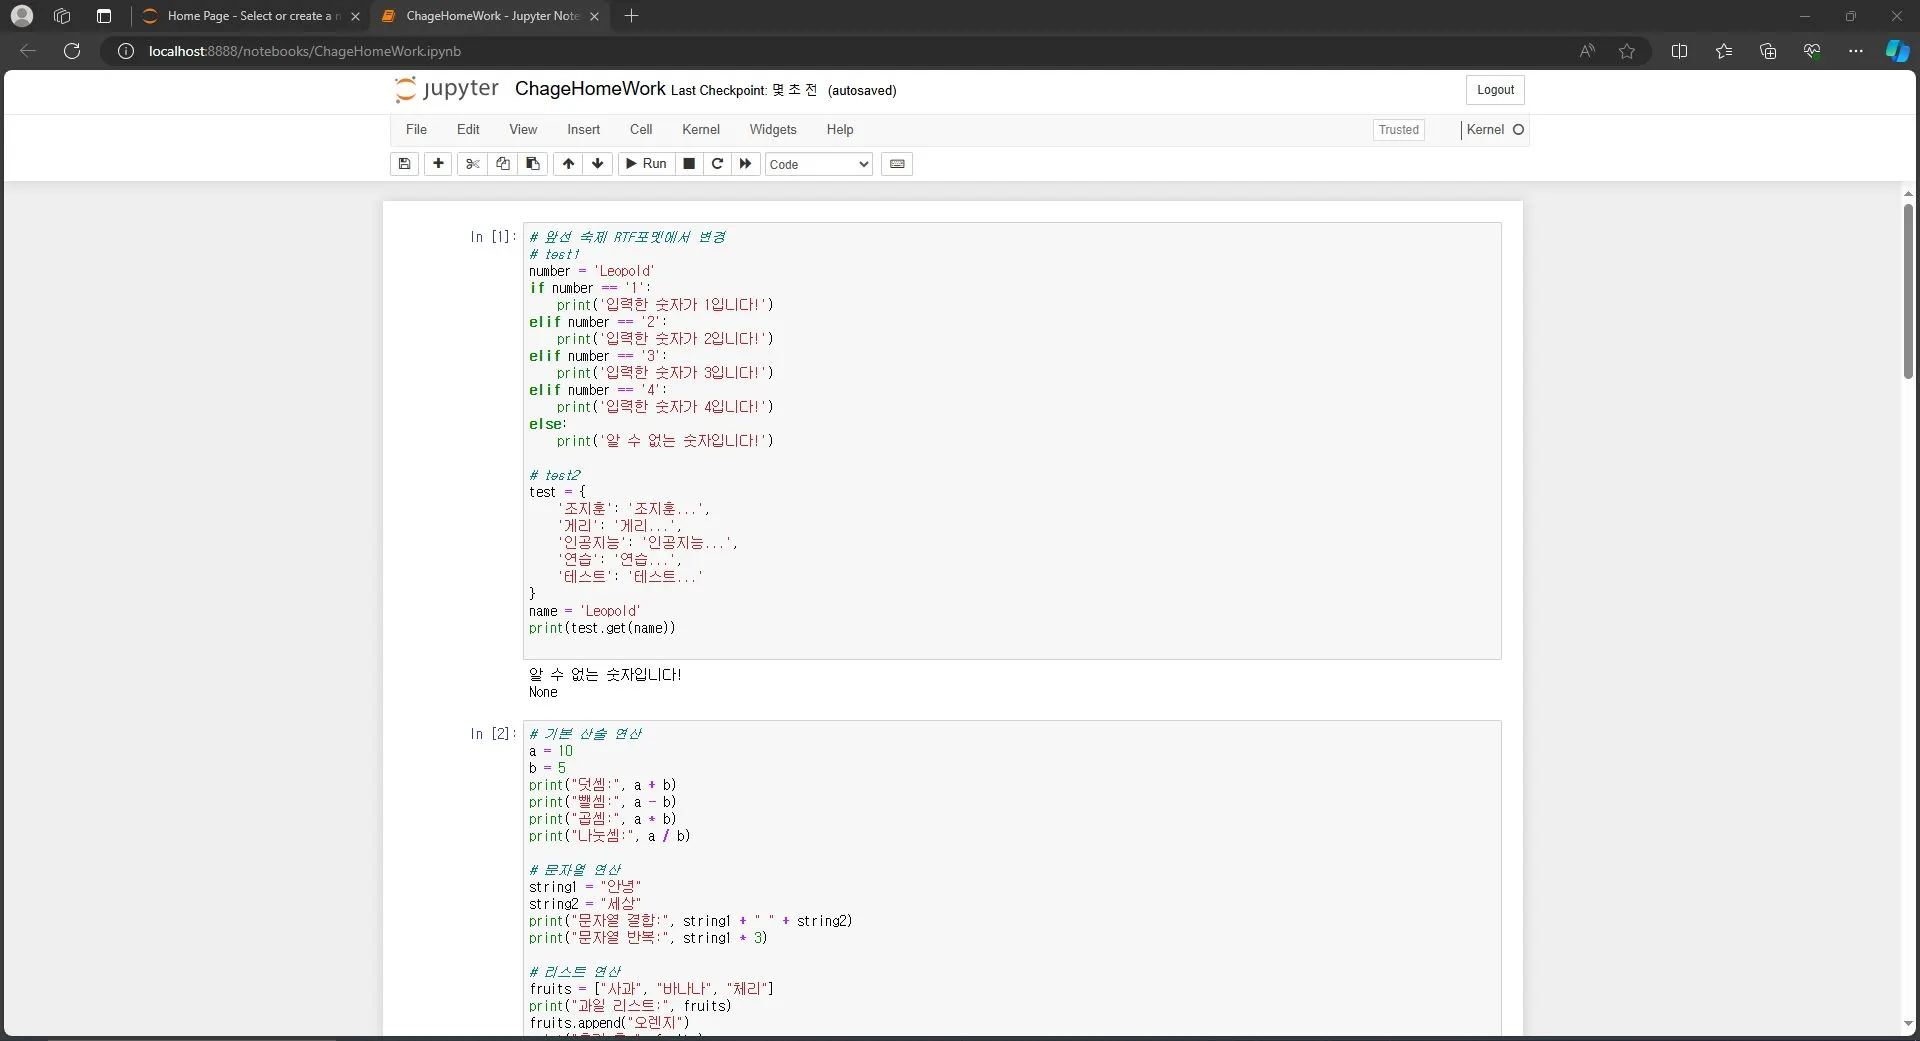 Home Page - Select or create a n
ChageHomeWork - Jupyter Note
localhost:8888/notebooks/ChageHomeWork.ipynb
jupyter ChageHomeWork Last Checkpoint: 몇 초 전 (autosaved)
Logout
File Edit View Insert Cell Kernel Widgets Help
Trusted
Kernel
Run
Code
In [1]:
# 앞선 숙제 RTF포멧에서 변경
# test1
number = 'Leopold'
if number == '1':
    print('입력한 숫자가 1입니다!')
elif number == '2':
    print('입력한 숫자가 2입니다!')
elif number == '3':
    print('입력한 숫자가 3입니다!')
elif number == '4':
    print('입력한 숫자가 4입니다!')
else:
    print('알 수 없는 숫자입니다!')
# test2
test = {
    '조지훈': '조지훈...',
    '게리': '게리...',
    '인공지능': '인공지능...',
    '연습': '연습...',
    '테스트': '테스트...'
}
name = 'Leopold'
print(test.get(name))
알 수 없는 숫자입니다!
None
In [2]:
# 기본 산술 연산
a = 10
b = 5
print("덧셈:", a + b)
print("뺄셈:", a - b)
print("곱셈:", a * b)
print("나눗셈:", a / b)
# 문자열 연산
string1 = "안녕"
string2 = "세상"
print("문자열 결합:", string1 + " " + string2)
print("문자열 반복:", string1 * 3)
# 리스트 연산
fruits = ["사과", "바나나", "체리"]
print("과일 리스트:", fruits)
fruits.append("오렌지")